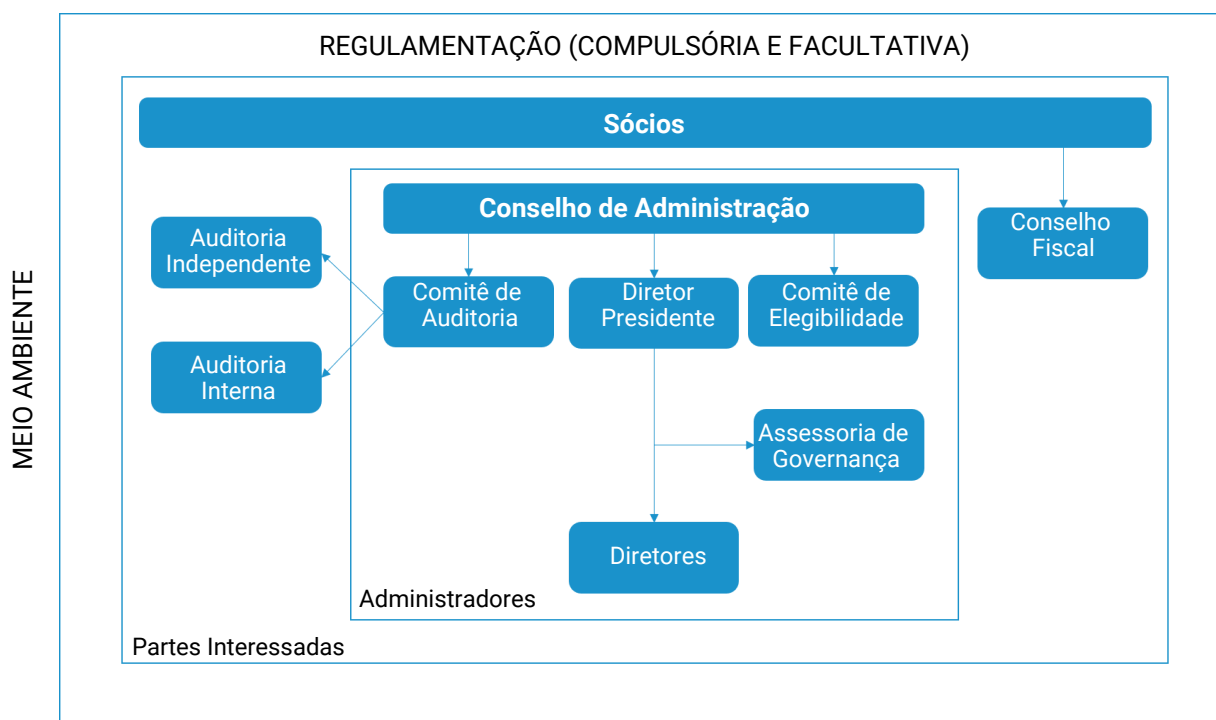 REGULAMENTAÇÃO (COMPULSÓRIA E FACULTATIVA)
MEIO AMBIENTE
Sócios
Conselho de Administração
Conselho
Fiscal
Auditoria
Independente
Comitê de
Auditoria
Diretor
Presidente
Comitê de
Elegibilidade
Auditoria
Interna
Assessoria de
Governança
Diretores
Administradores
Partes Interessadas